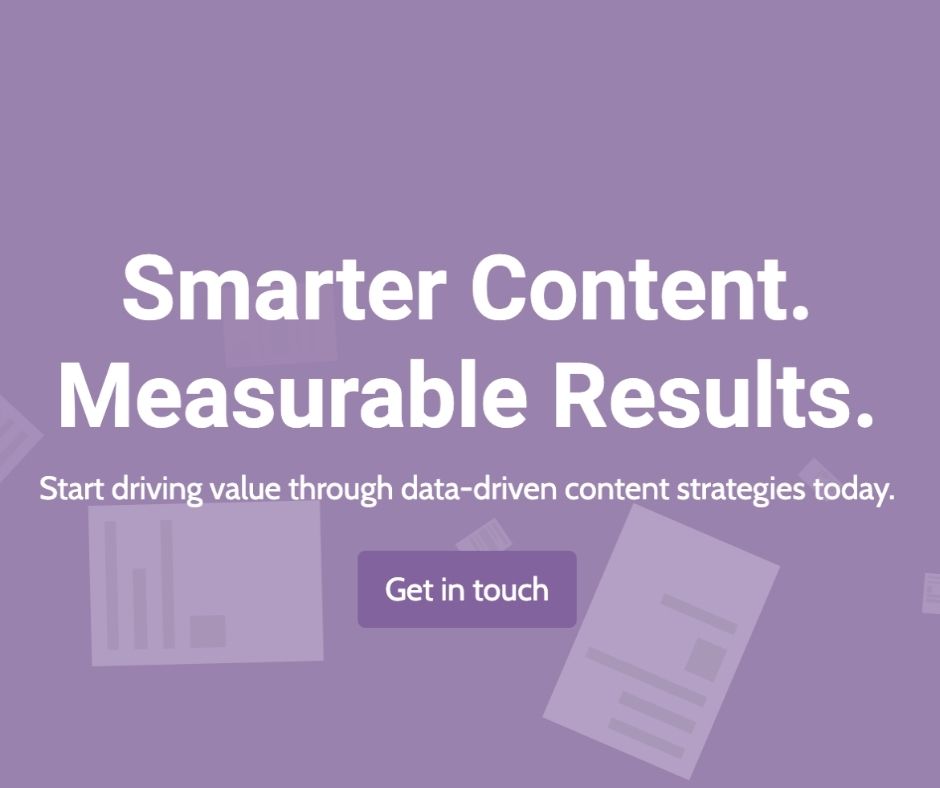 Smarter Content.
Measurable Results.
Start driving value through data-driven content strategies today.
Get in touch